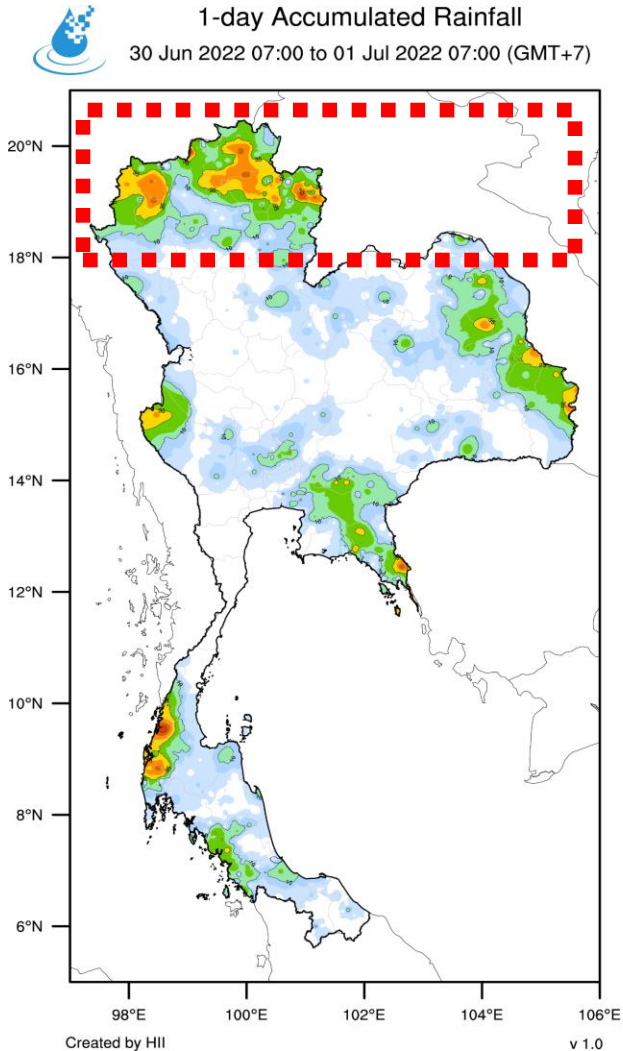 1-day Accumulated Rainfall
30 Jun 2022 07:00 to 01 Jul 2022 07:00 (GMT+7)
20°N
18°N
16°N
14°N
12°N
10°N
8°N
6°N
98°E 100°E 102°E 104°E 106°E
Created by HII v 1.0